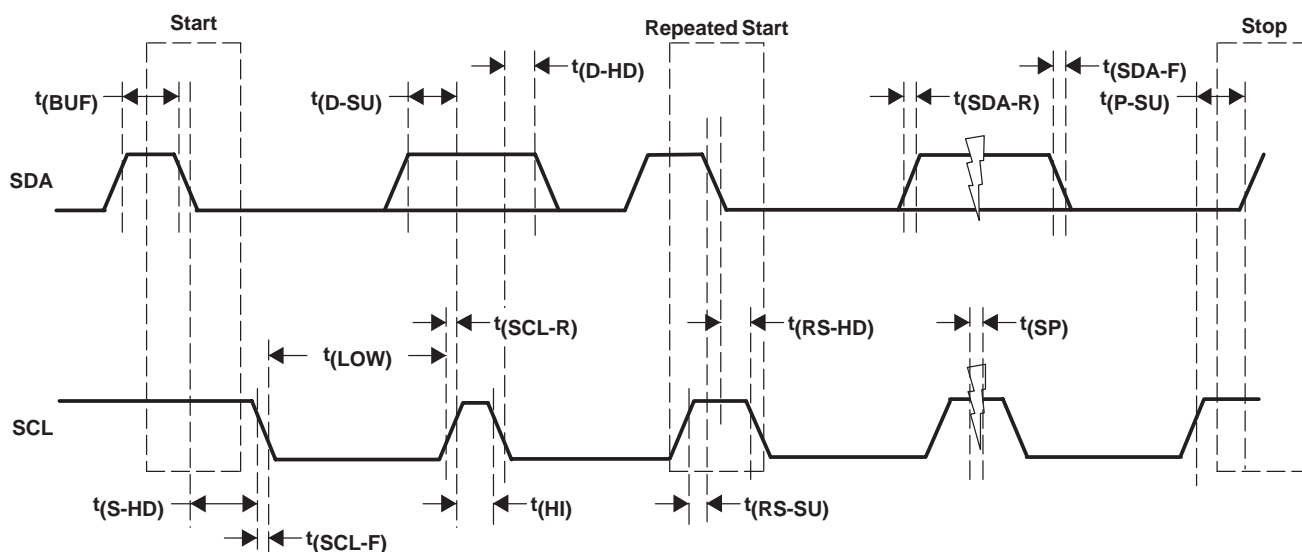 Start
Repeated Start
Stop
t(BUF)
t(D-SU)
t(D-HD)
t(SDA-R)
t(SDA-F)
t(P-SU)
SDA
t(LOW)
t(SCL-R)
t(RS-HD)
t(SP)
SCL
t(S-HD)
t(SCL-F)
t(HI)
t(RS-SU)